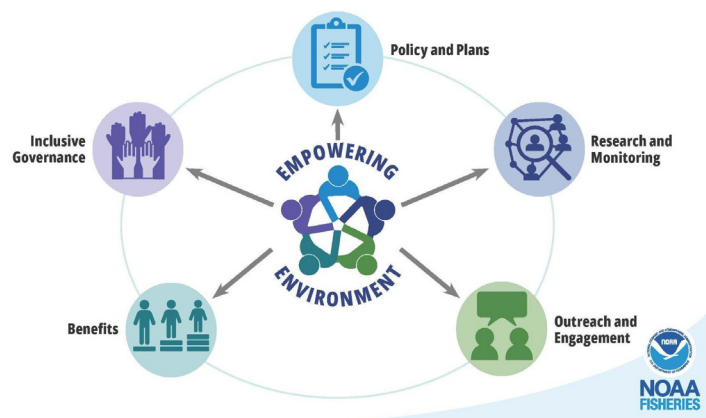 Policy and Plans
Inclusive
Governance
Research and
Monitoring
EMPOWERING
ENVIRONMENT
Benefits
Outreach and
Engagement
NOAA
NOAA
FISHERIES